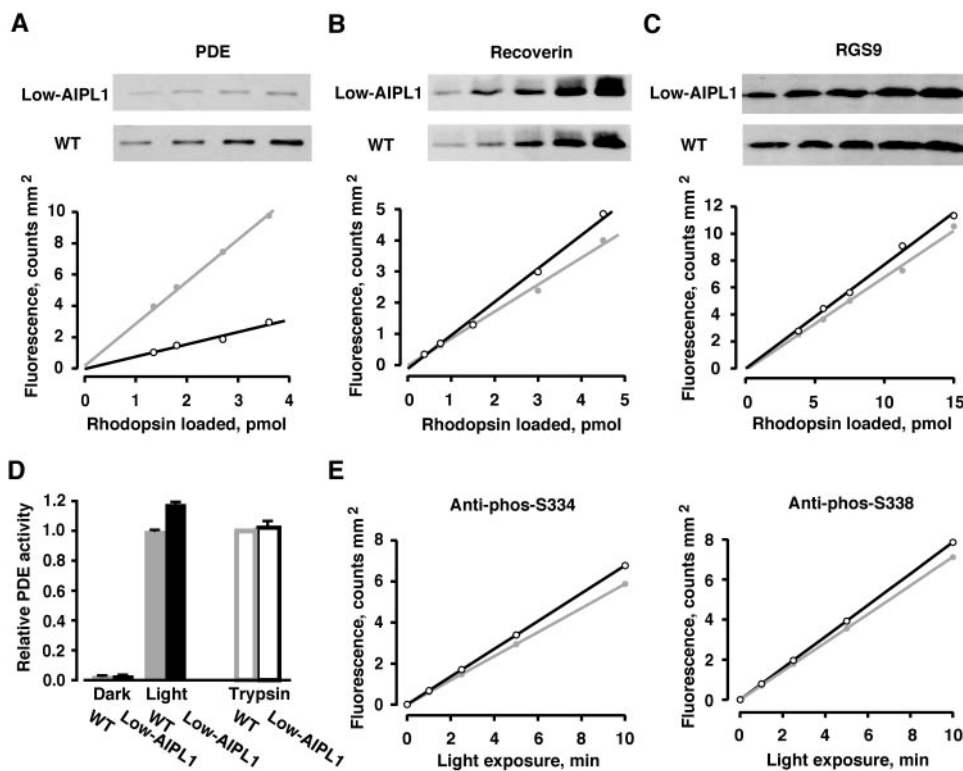 A
PDE
Low-AIPL1
WT
Fluorescence, counts mm 2
10
8
6
4
2
0
0 1 2 3 4
Rhodopsin loaded, pmol
B
Recoverin
Low-AIPL1
WT
Fluorescence, counts mm 2
5
4
3
2
1
0
0 1 2 3 4 5
Rhodopsin loaded, pmol
C
RGS9
Low-AIPL1
WT
Fluorescence, counts mm 2
12
10
8
6
4
2
0
0 5 10 15
Rhodopsin loaded, pmol
D
Relative PDE activity
1.2
1.0
0.8
0.6
0.4
0.2
0.0
Dark Light Trypsin
WT Low-AIPL1 WT Low-AIPL1 WT Low-AIPL1
E
Anti-phos-S334
Fluorescence, counts mm 2
8
6
4
2
0
0 2 4 6 8 10
Light exposure, min
Anti-phos-S338
Fluorescence, counts mm 2
8
6
4
2
0
0 2 4 6 8 10
Light exposure, min